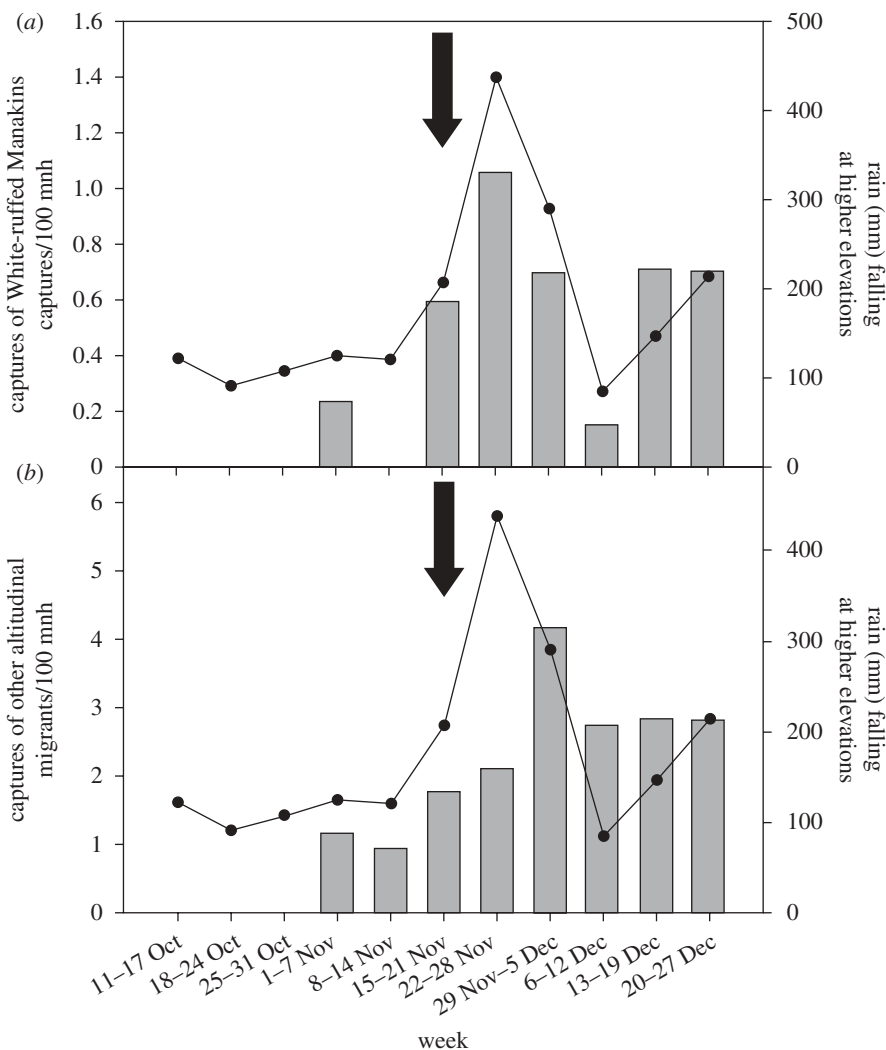 (a)
1.6
1.4
1.2
1.0
0.8
0.6
0.4
0.2
0
captures of White-ruffed Manakins
captures/100 mnh
500
400
300
200
100
0
rain (mm) falling
at higher elevations
(b)
6
5
4
3
2
1
0
captures of other altitudinal
migrants/100 mnh
400
300
200
100
0
rain (mm) falling
at higher elevations
11–17 Oct
18–24 Oct
25–31 Oct
1–7 Nov
8–14 Nov
15–21 Nov
22–28 Nov
29 Nov–5 Dec
6–12 Dec
13–19 Dec
20–27 Dec
week